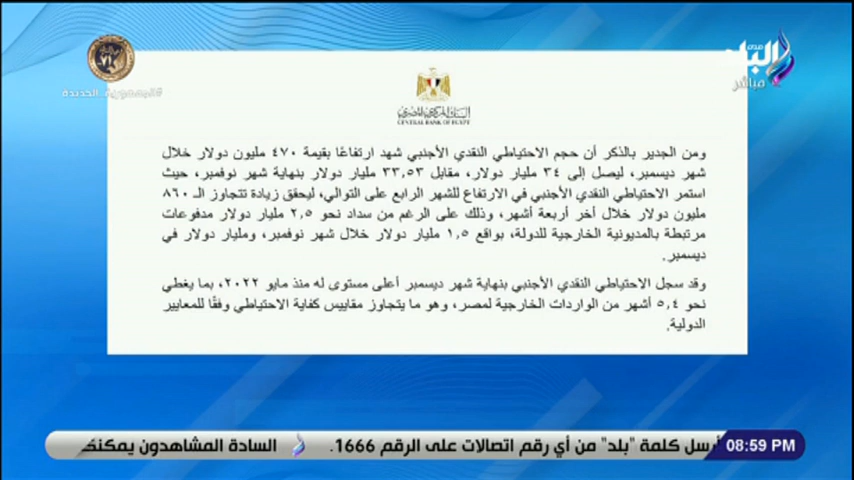 #الجمهورية_الجديدة
صدى
البلد
مباشر
البنك المركزي المصري
CENTRAL BANK OF EGYPT
ومن الجدير بالذكر أن حجم الاحتياطي النقدي الأجنبي شهد ارتفاعًا بقيمة ٤٧٠ مليون دولار خلال
شهر ديسمبر، ليصل إلى ٣٤ مليار دولار، مقابل ٣٣,٥٣ مليار دولار بنهاية شهر نوفمبر، حيث
استمر الاحتياطي النقدي الأجنبي في الارتفاع للشهر الرابع على التوالي، ليحقق زيادة تتجاوز الـ ٨٦٠
مليون دولار خلال أخر أربعة أشهر، وذلك على الرغم من سداد نحو ٢,٥ مليار دولار مدفوعات
مرتبطة بالمديونية الخارجية للدولة، بواقع ١,٥ مليار دولار خلال شهر نوفمبر، ومليار دولار في
ديسمبر.
وقد سجل الاحتياطي النقدي الأجنبي بنهاية شهر ديسمبر أعلى مستوى له منذ مايو ٢٠٢٢، بما يغطي
نحو ٥,٤ أشهر من الواردات الخارجية لمصر، وهو ما يتجاوز مقاييس كفاية الاحتياطي وفقًا للمعايير
الدولية.
08:59 PM أرسل كلمة "بلد" من أي رقم اتصالات على الرقم 1666. السادة المشاهدون يمكنك